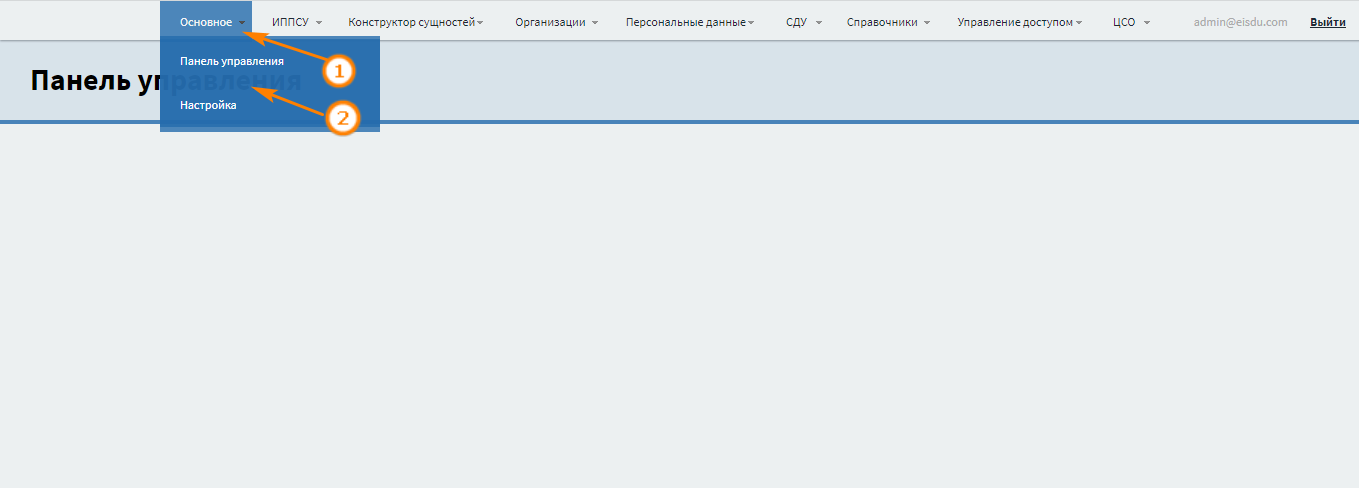 Основное ИППСУ Конструктор сущностей Организации Персональные данные СДУ Справочники Управление доступом ЦСО admin@eisdu.com Выйти
Панель управления
1
Панель управления
Настройка
2